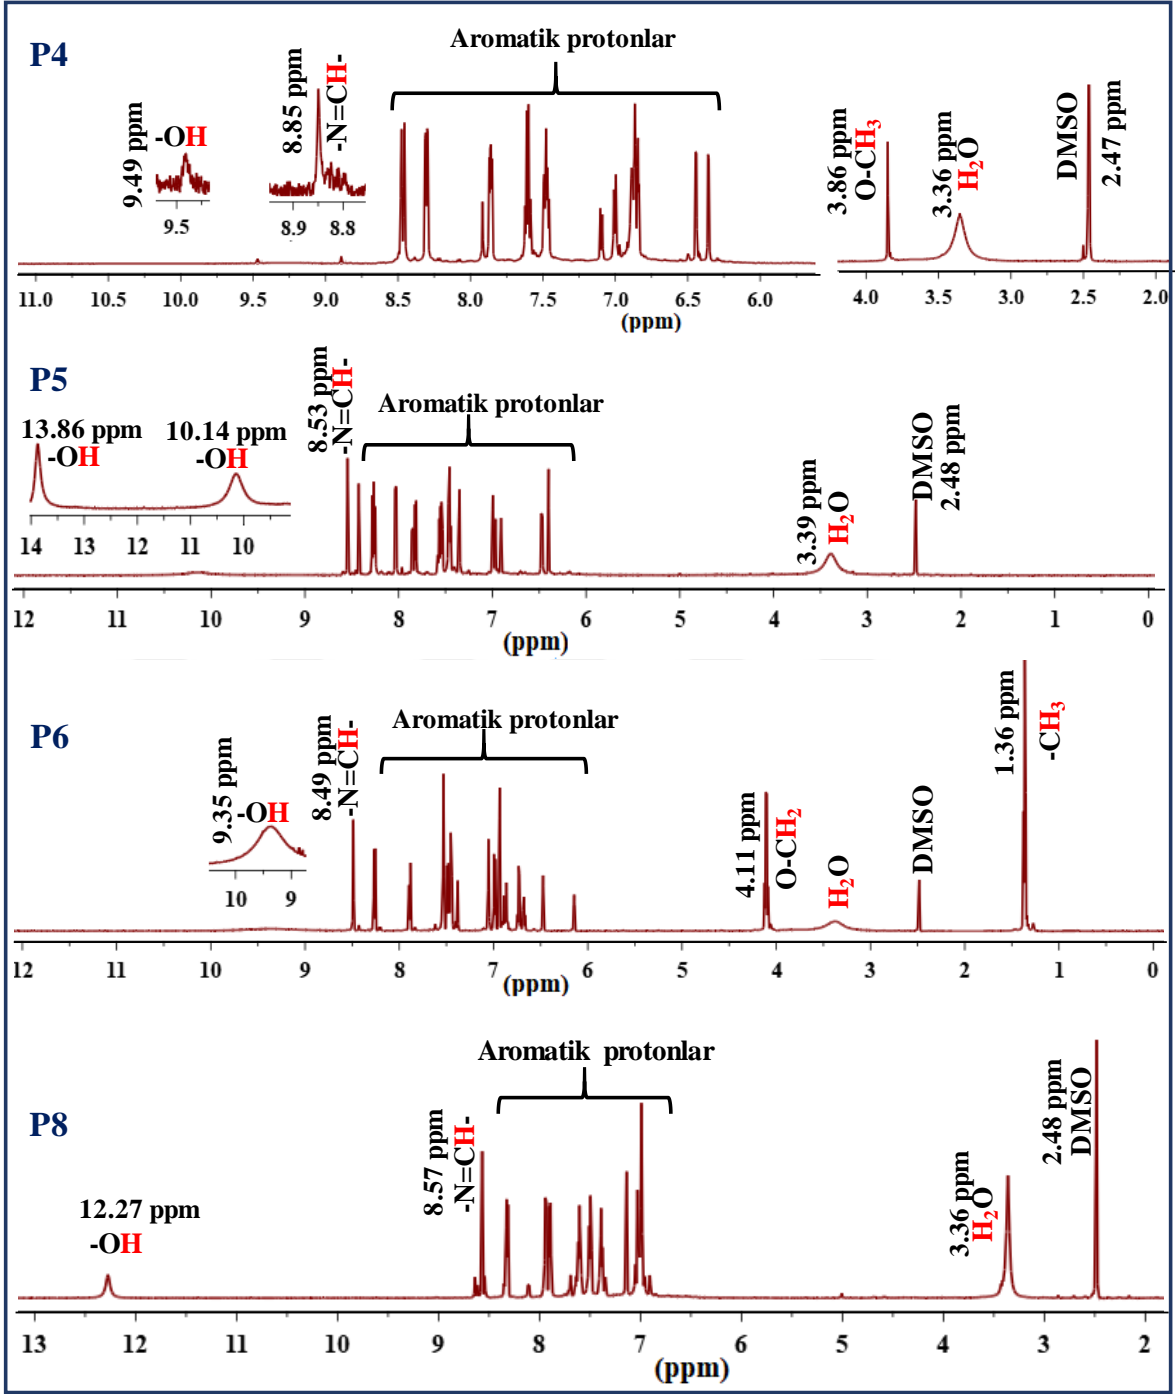 P4
Aromatik protonlar
9.49 ppm
-OH
9.5
8.85 ppm
-N=CH-
8.9 8.8
3.86 ppm
O-CH₃
3.36 ppm
H₂O
DMSO
2.47 ppm
11.0 10.5 10.0 9.5 9.0 8.5 8.0 7.5 7.0 6.5 6.0
4.0 3.5 3.0 2.5 2.0
(ppm)
P5
13.86 ppm
-OH
10.14 ppm
-OH
14 13 12 11 10
8.53 ppm
-N=CH-
Aromatik protonlar
3.39 ppm
H₂O
DMSO
2.48 ppm
12 11 10 9 8 7 6 5 4 3 2 1 0
(ppm)
P6
9.35 ppm
-OH
10 9
8.49 ppm
-N=CH-
Aromatik protonlar
4.11 ppm
O-CH₂
H₂O
DMSO
1.36 ppm
-CH₃
12 11 10 9 8 7 6 5 4 3 2 1 0
(ppm)
P8
12.27 ppm
-OH
8.57 ppm
-N=CH-
Aromatik protonlar
3.36 ppm
H₂O
2.48 ppm
DMSO
13 12 11 10 9 8 7 6 5 4 3 2
(ppm)